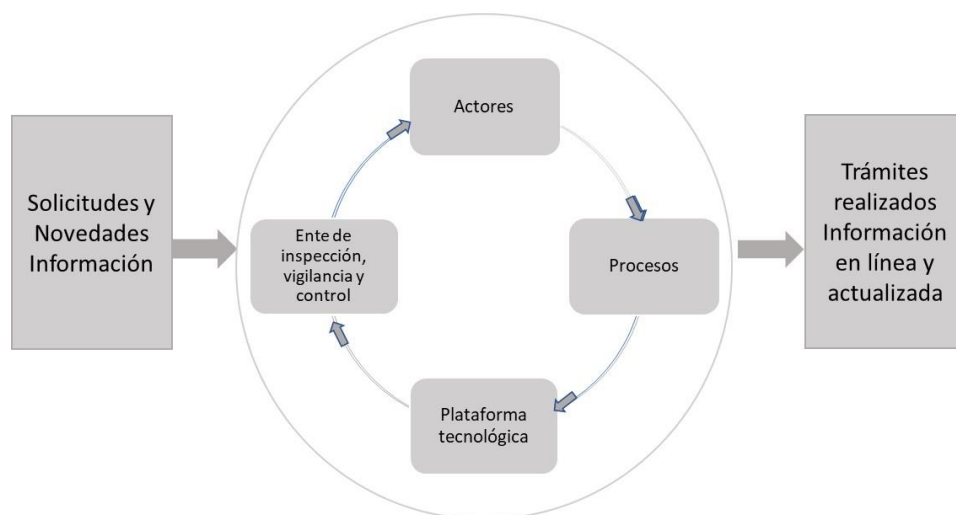 Solicitudes y
Novedades
Información
Actores
Procesos
Plataforma
tecnológica
Ente de
inspección,
vigilancia y
control
Trámites
realizados
Información
en línea y
actualizada